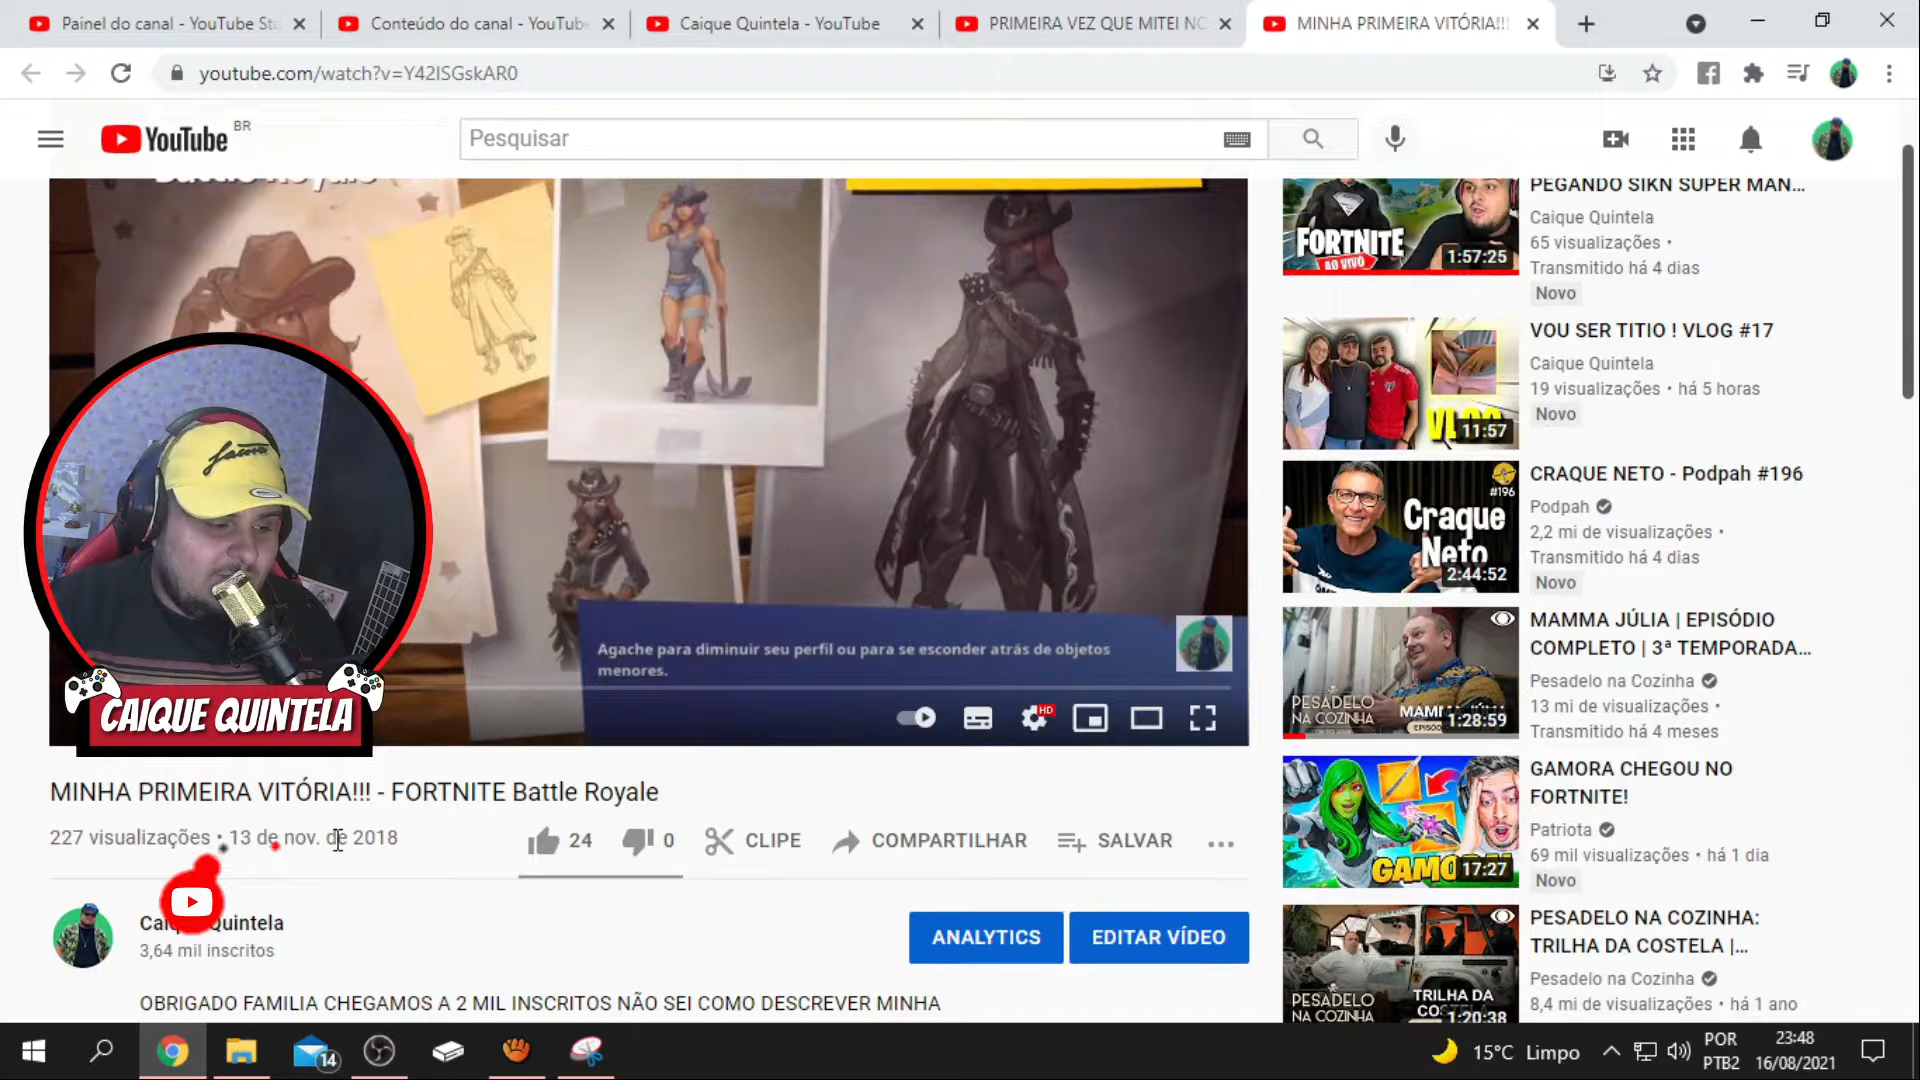 Painel do canal - YouTube Stu
Conteúdo do canal - YouTube
Caique Quintela - YouTube
PRIMEIRA VEZ QUE MITEI NO
MINHA PRIMEIRA VITÓRIA!!!
youtube.com/watch?v=Y42ISGskAR0
YouTube BR
Pesquisar
Battle Royale
Agache para diminuir seu perfil ou para se esconder atrás de objetos
menores.
HD
CAIQUE QUINTELA
MINHA PRIMEIRA VITÓRIA!!! - FORTNITE Battle Royale
227 visualizações • 13 de nov. de 2018
24
0
CLIPE
COMPARTILHAR
SALVAR
Caique Quintela
3,64 mil inscritos
ANALYTICS
EDITAR VÍDEO
OBRIGADO FAMILIA CHEGAMOS A 2 MIL INSCRITOS NÃO SEI COMO DESCREVER MINHA
FORTNITE
AO VIVO
1:57:25
PEGANDO SIKN SUPER MAN...
Caique Quintela
65 visualizações •
Transmitido há 4 dias
Novo
11:57
VOU SER TITIO ! VLOG #17
Caique Quintela
19 visualizações • há 5 horas
Novo
#196
Craque
Neto
2:44:52
CRAQUE NETO - Podpah #196
Podpah
2,2 mi de visualizações •
Transmitido há 4 dias
Novo
PESADELO
NA COZINHA
1:28:59
MAMMA JÚLIA | EPISÓDIO
COMPLETO | 3ª TEMPORADA...
Pesadelo na Cozinha
13 mi de visualizações •
Transmitido há 4 meses
17:27
GAMORA CHEGOU NO
FORTNITE!
Patriota
69 mil visualizações • há 1 dia
Novo
PESADELO
NA COZINHA
TRILHA DA
1:20:38
PESADELO NA COZINHA:
TRILHA DA COSTELA |...
Pesadelo na Cozinha
8,4 mi de visualizações • há 1 ano
14
15°C Limpo
POR
PTB2
23:48
16/08/2021